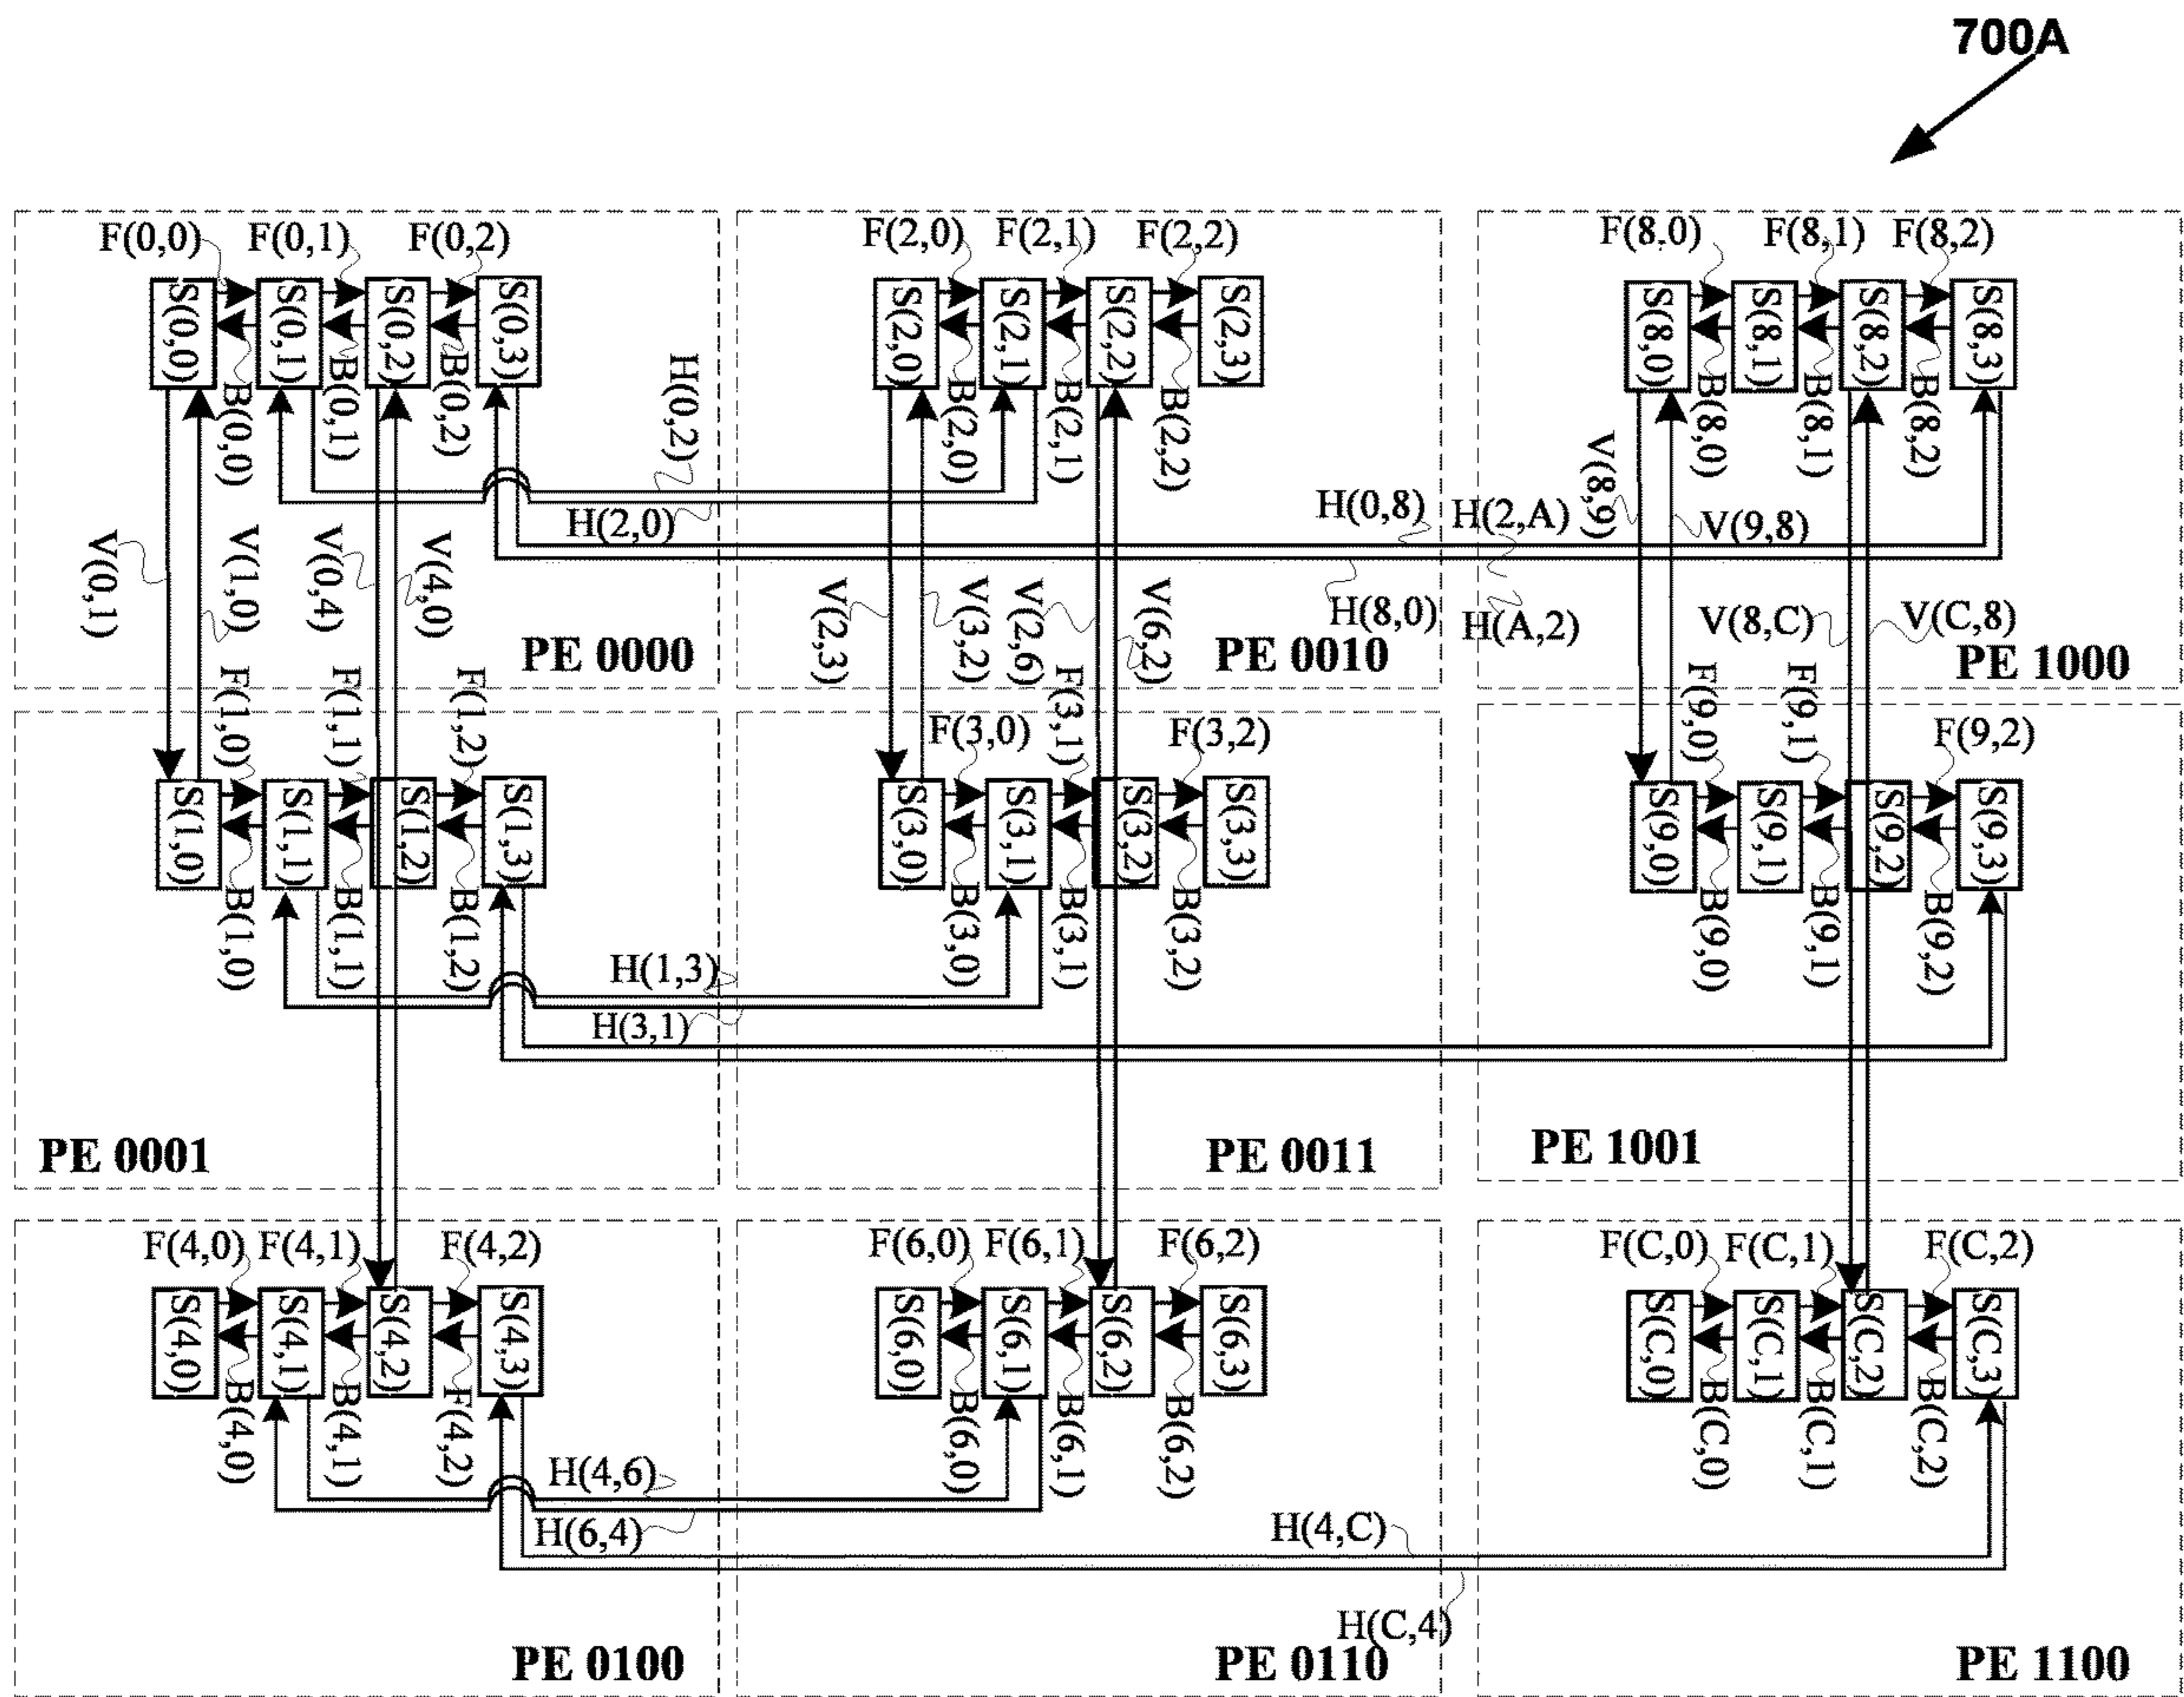 700A
F(0,0) F(0,1) F(0,2)
S(0,0) S(0,1) S(0,2) S(0,3)
B(0,0) B(0,1) B(0,2)
H(0,2)
H(2,0)
V(0,1) V(1,0) V(0,4) V(4,0)
PE 0000
F(2,0) F(2,1) F(2,2)
S(2,0) S(2,1) S(2,2) S(2,3)
B(2,0) B(2,1) B(2,2)
H(0,8)
H(8,0)
V(2,3) V(3,2) V(2,6) V(6,2)
PE 0010
F(8,0) F(8,1) F(8,2)
S(8,0) S(8,1) S(8,2) S(8,3)
B(8,0) B(8,1) B(8,2)
H(2,A) V(8,9) V(9,8)
H(A,2) V(8,C) V(C,8)
PE 1000
F(1,0) F(1,1) F(1,2)
S(1,0) S(1,1) S(1,2) S(1,3)
B(1,0) B(1,1) B(1,2)
H(1,3)
H(3,1)
PE 0001
F(3,0) F(3,1) F(3,2)
S(3,0) S(3,1) S(3,2) S(3,3)
B(3,0) B(3,1) B(3,2)
PE 0011
F(9,0) F(9,1) F(9,2)
S(9,0) S(9,1) S(9,2) S(9,3)
B(9,0) B(9,1) B(9,2)
PE 1001
F(4,0) F(4,1) F(4,2)
S(4,0) S(4,1) S(4,2) S(4,3)
B(4,0) B(4,1) F(4,2)
H(4,6)
H(6,4)
PE 0100
F(6,0) F(6,1) F(6,2)
S(6,0) S(6,1) S(6,2) S(6,3)
B(6,0) B(6,1) B(6,2)
H(4,C)
H(C,4)
PE 0110
F(C,0) F(C,1) F(C,2)
S(C,0) S(C,1) S(C,2) S(C,3)
B(C,0) B(C,1) B(C,2)
PE 1100